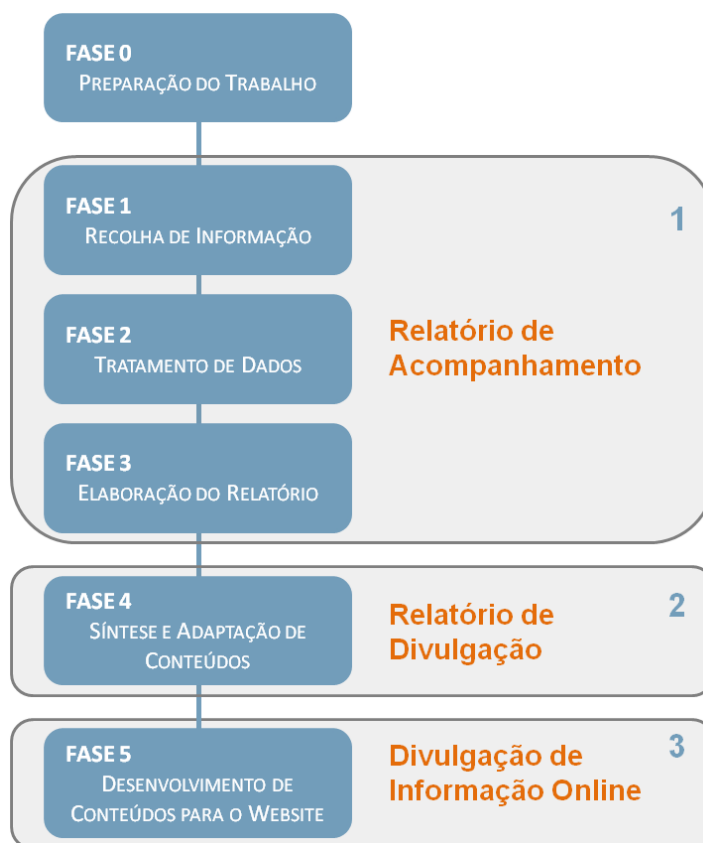 FASE 0
PREPARAÇÃO DO TRABALHO
FASE 1
RECOLHA DE INFORMAÇÃO
1
FASE 2
TRATAMENTO DE DADOS
Relatório de
Acompanhamento
FASE 3
ELABORAÇÃO DO RELATÓRIO
FASE 4
SÍNTESE E ADAPTAÇÃO DE
CONTEÚDOS
Relatório de
Divulgação
2
FASE 5
DESENVOLVIMENTO DE
CONTEÚDOS PARA O WEBSITE
Divulgação de
Informação Online
3